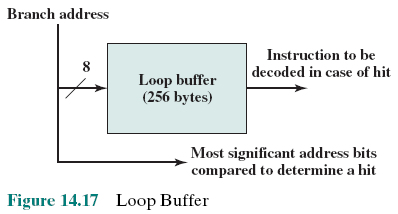 Branch address
8
Loop buffer
(256 bytes)
Instruction to be
decoded in case of hit
Most significant address bits
compared to determine a hit
Figure 14.17 Loop Buffer